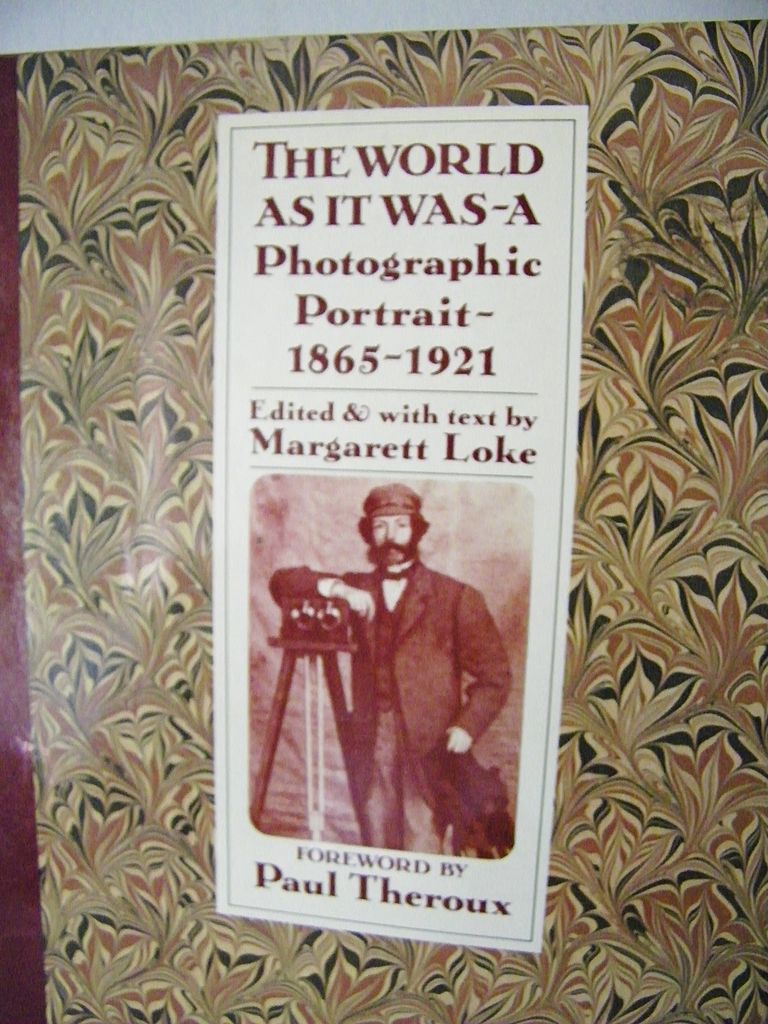 THE WORLD
AS IT WAS-A
Photographic
Portrait-
1865-1921
Edited & with text by
Margarett Loke
FOREWORD BY
Paul Theroux